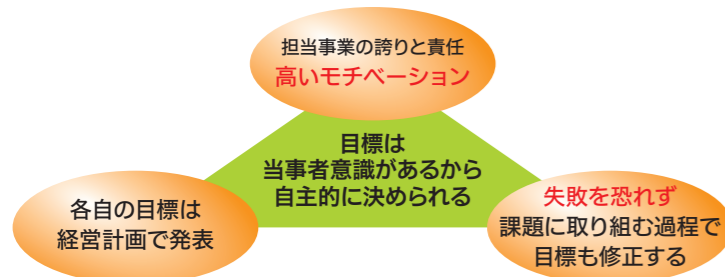 担当事業の誇りと責任
高いモチベーション
目標は
当事者意識があるから
自主的に決められる
各自の目標は
経営計画で発表
失敗を恐れず
課題に取り組む過程で
目標も修正する